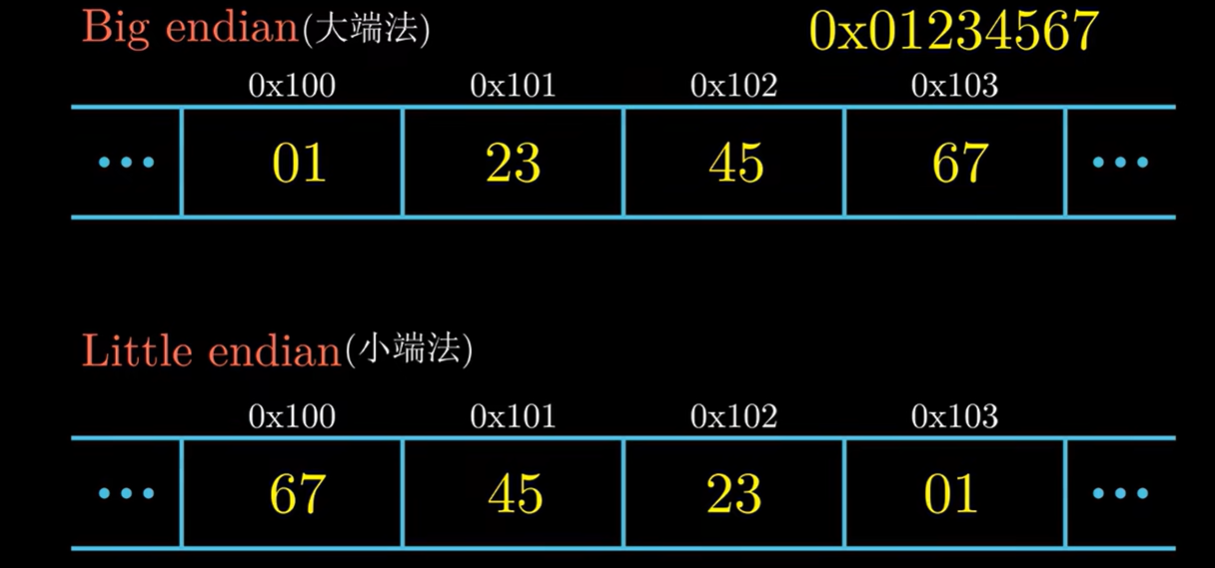 Big endian(大端法) 0x01234567
0x100 0x101 0x102 0x103
··· 01 23 45 67 ···
Little endian(小端法)
0x100 0x101 0x102 0x103
··· 67 45 23 01 ···